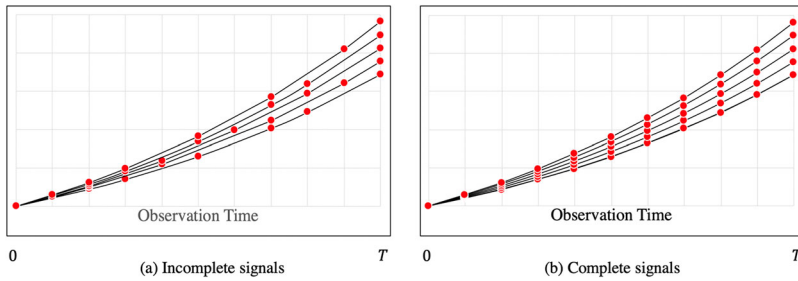 Observation Time
0
T
(a) Incomplete signals
Observation Time
0
T
(b) Complete signals